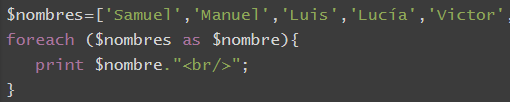 $nombres=['Samuel','Manuel','Luis','Lucía','Victor',
foreach ($nombres as $nombre){
print $nombre."<br/>";
}